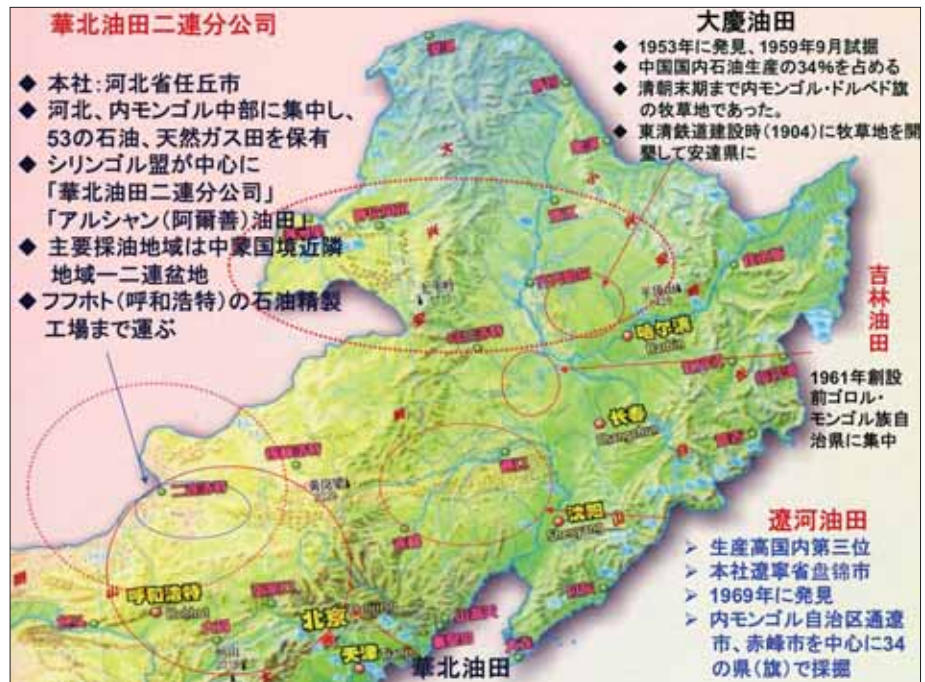 華北油田二連分公司
◆ 本社：河北省任丘市
◆ 河北、内モンゴル中部に集中し、
53の石油、天然ガス田を保有
◆ シリンゴル盟が中心に
「華北油田二連分公司」
「アルシャン（阿爾善）油田」
◆ 主要採油地域は中蒙国境近隣
地域一二連盆地
◆ フフホト（呼和浩特）の石油精製
工場まで運ぶ
大慶油田
◆ 1953年に発見、1959年9月試掘
◆ 中国国内石油生産の34%を占める
◆ 清朝末期まで内モンゴル・ドルベド旗
の牧草地であった。
◆ 東清鉄道建設時（1904）に牧草地を開
墾して安達県に
吉林油田
1961年創設
前ゴロル・
モンゴル族自
治県に集中
哈尔滨
Harbin
长春
Changchun
沈阳
Shenyang
二连浩特
呼和浩特
Hohhot
北京
天津
華北油田
遼河油田
➢ 生産高国内第三位
➢ 本社遼寧省盘锦市
➢ 1969年に発見
➢ 内モンゴル自治区通遼
市、赤峰市を中心に34
の県（旗）で採掘